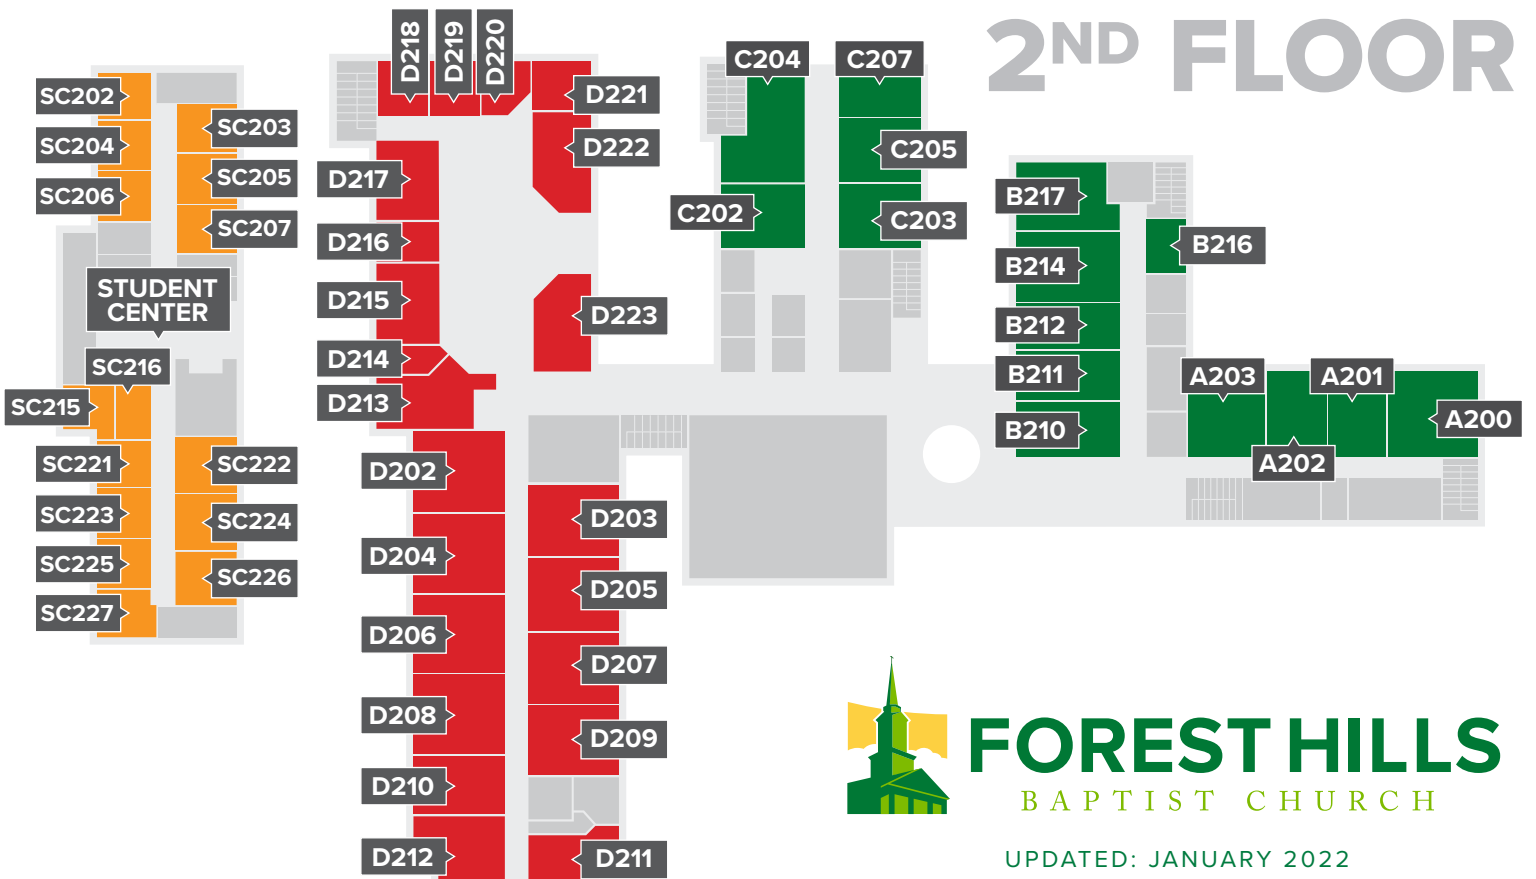 2ND FLOOR
SC202
SC203
SC204
SC205
SC206
SC207
STUDENT
CENTER
SC216
SC215
SC221
SC222
SC223
SC224
SC225
SC226
SC227
D218
D219
D220
D221
D222
D217
D216
D215
D223
D214
D213
D202
D203
D204
D205
D206
D207
D208
D209
D210
D212
D211
C204
C207
C205
C202
C203
B217
B216
B214
B212
B211
B210
A203
A201
A200
A202
FOREST HILLS
BAPTIST CHURCH
UPDATED: JANUARY 2022